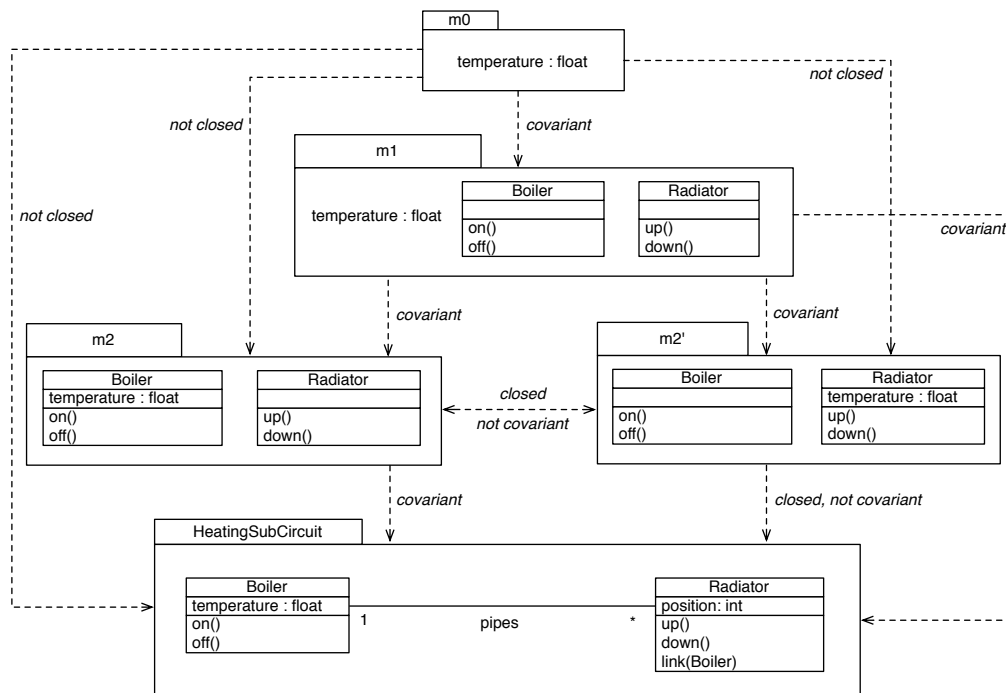 m0
temperature : float
not closed
not closed
covariant
not closed
m1
temperature : float
Boiler
on()
off()
Radiator
up()
down()
covariant
covariant
covariant
m2
Boiler
temperature : float
on()
off()
Radiator
up()
down()
closed
not covariant
m2'
Boiler
on()
off()
Radiator
temperature : float
up()
down()
covariant
closed, not covariant
HeatingSubCircuit
Boiler
temperature : float
on()
off()
1
pipes
*
Radiator
position: int
up()
down()
link(Boiler)